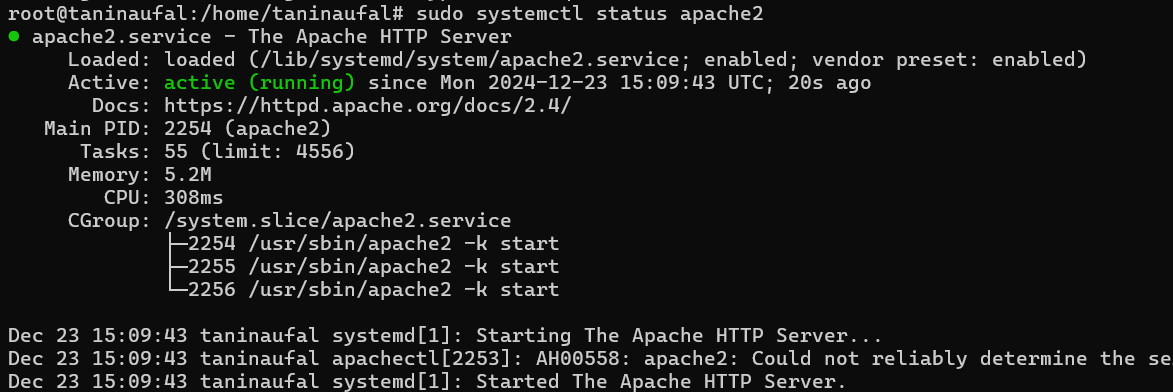 root@taninaufal:/home/taninaufal# sudo systemctl status apache2
● apache2.service - The Apache HTTP Server
     Loaded: loaded (/lib/systemd/system/apache2.service; enabled; vendor preset: enabled)
     Active: active (running) since Mon 2024-12-23 15:09:43 UTC; 20s ago
       Docs: https://httpd.apache.org/docs/2.4/
   Main PID: 2254 (apache2)
      Tasks: 55 (limit: 4556)
     Memory: 5.2M
        CPU: 308ms
     CGroup: /system.slice/apache2.service
             ├─2254 /usr/sbin/apache2 -k start
             ├─2255 /usr/sbin/apache2 -k start
             └─2256 /usr/sbin/apache2 -k start
Dec 23 15:09:43 taninaufal systemd[1]: Starting The Apache HTTP Server...
Dec 23 15:09:43 taninaufal apachectl[2253]: AH00558: apache2: Could not reliably determine the se
Dec 23 15:09:43 taninaufal systemd[1]: Started The Apache HTTP Server.